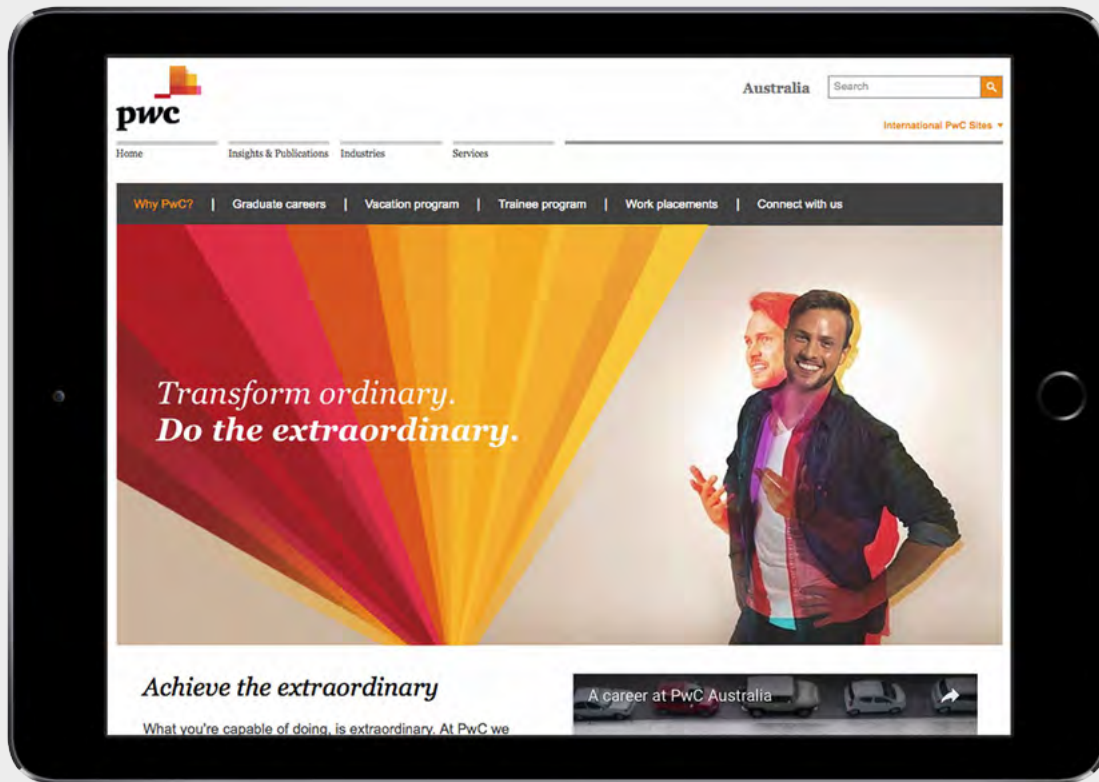 pwc
Australia
Search
International PwC Sites
Home Insights & Publications Industries Services
Why PwC? | Graduate careers | Vacation program | Trainee program | Work placements | Connect with us
Transform ordinary.
Do the extraordinary.
Achieve the extraordinary
A career at PwC Australia
What you're capable of doing, is extraordinary. At PwC we